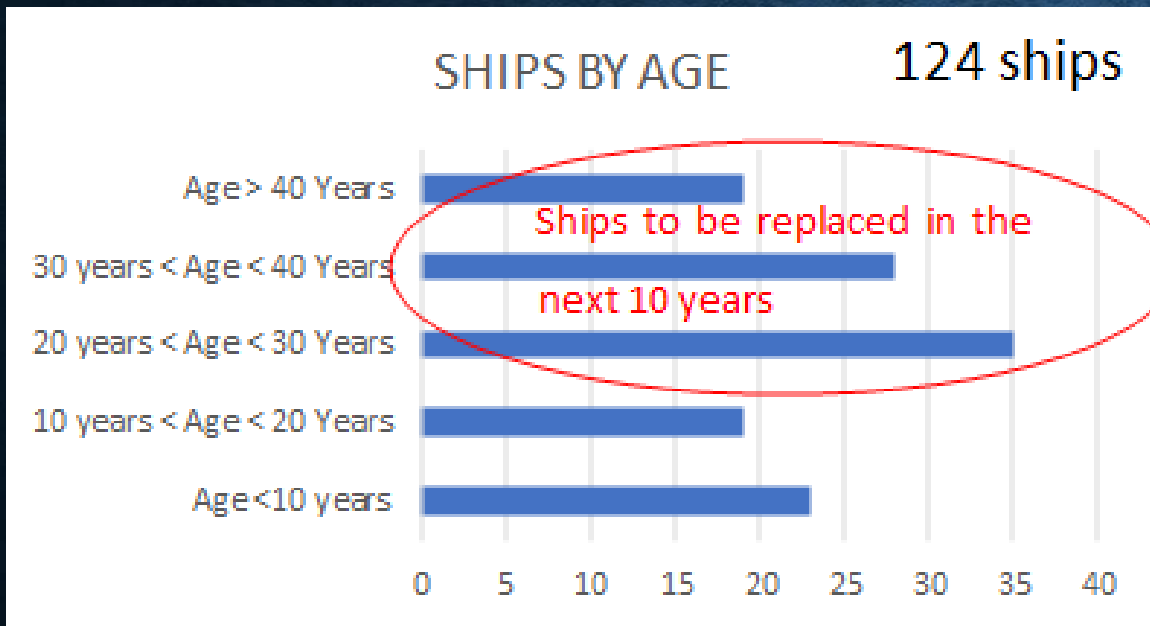 SHIPS BY AGE
124 ships
Age > 40 Years
30 years < Age < 40 Years
20 years < Age < 30 Years
10 years < Age < 20 Years
Age <10 years
Ships to be replaced in the
next 10 years
0 5 10 15 20 25 30 35 40